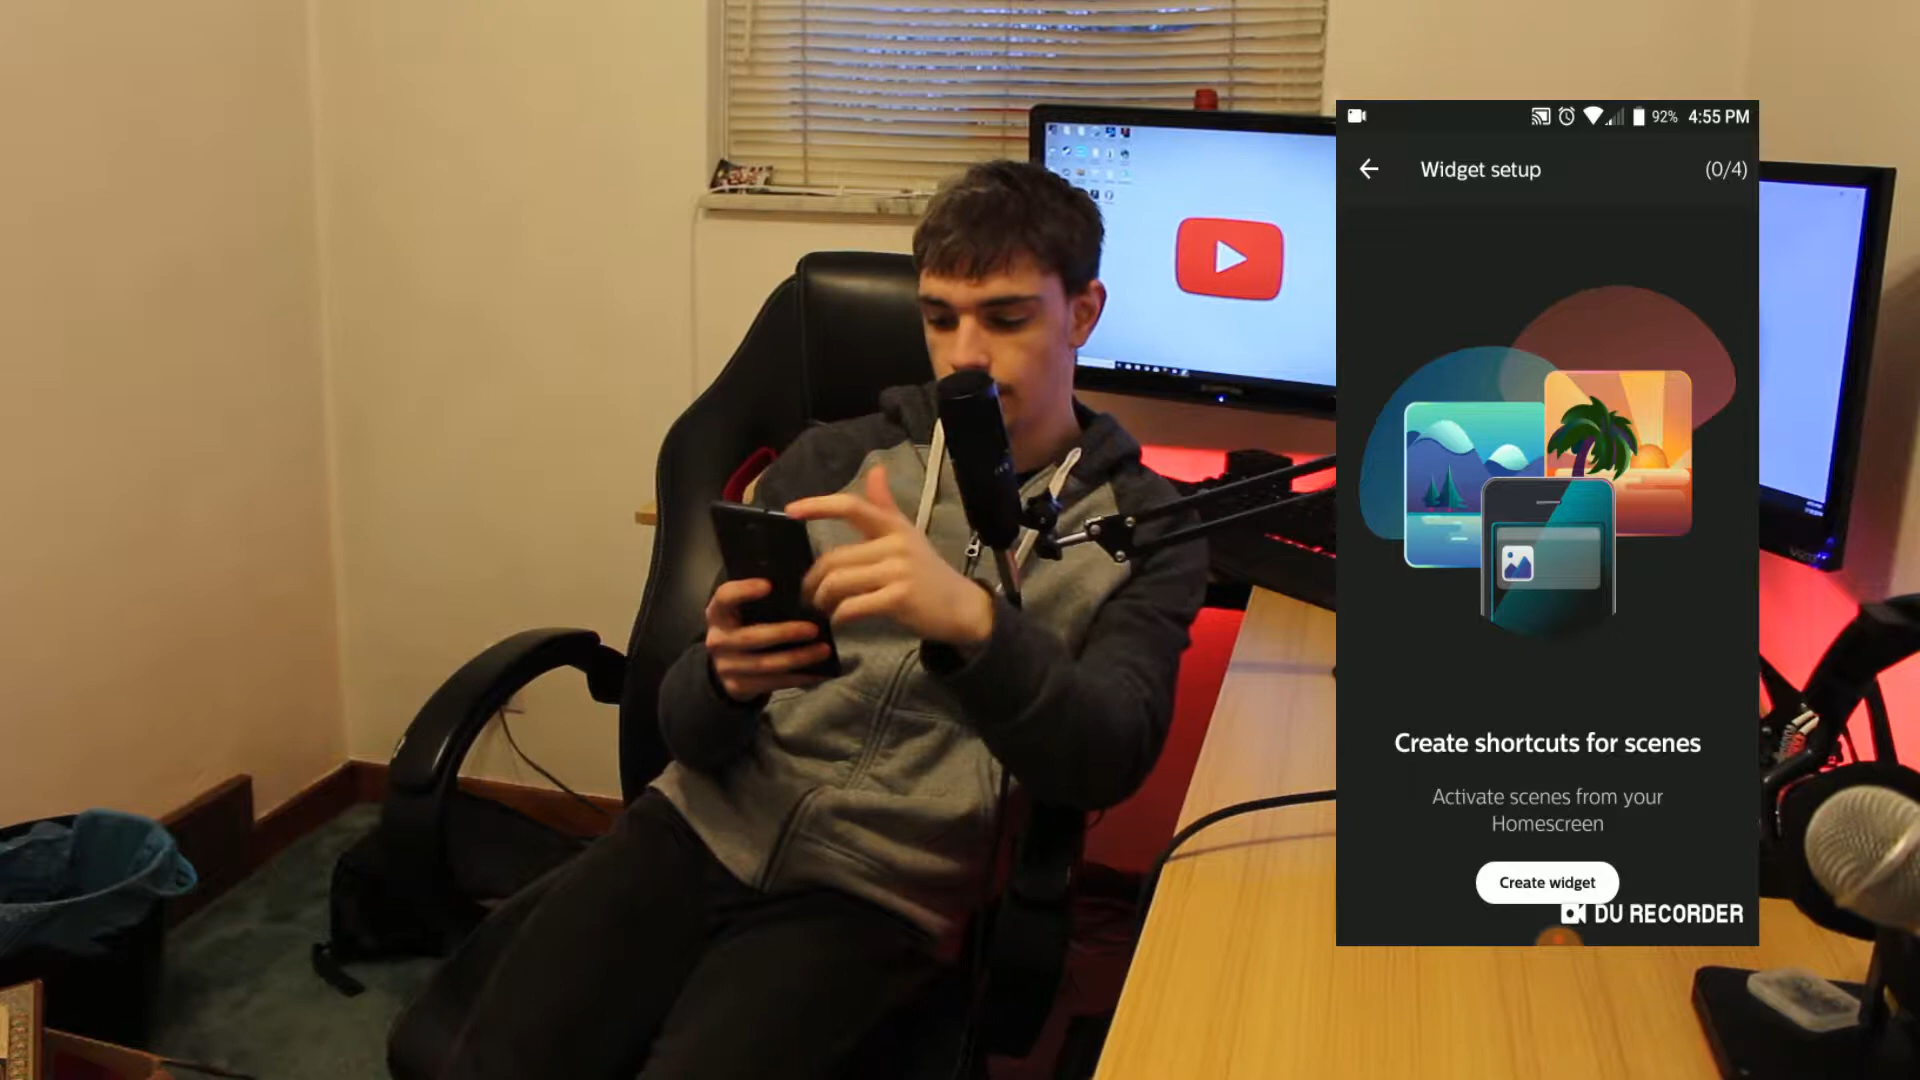 92% 4:55 PM
Widget setup (0/4)
Create shortcuts for scenes
Activate scenes from your
Homescreen
Create widget
DU RECORDER